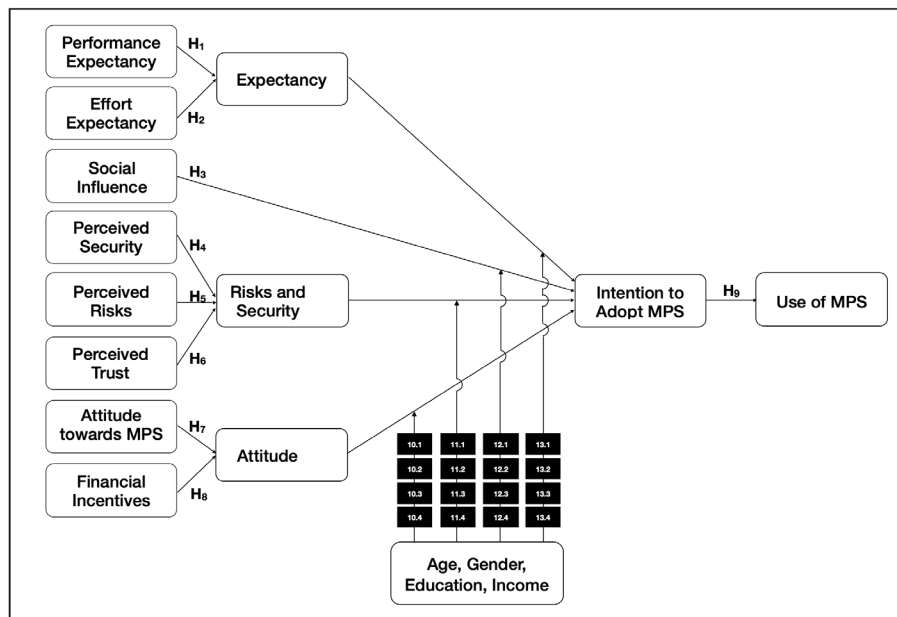 Performance
Expectancy
H₁
Expectancy
Effort
Expectancy
H₂
Social
Influence
H₃
Perceived
Security
H₄
Perceived
Risks
H₅
Risks and
Security
Intention to
Adopt MPS
H₉
Use of MPS
Perceived
Trust
H₆
Attitude
towards MPS
H₇
Attitude
Financial
Incentives
H₈
10.1 11.1 12.1 13.1
10.2 11.2 12.2 13.2
10.3 11.3 12.3 13.3
10.4 11.4 12.4 13.4
Age, Gender,
Education, Income